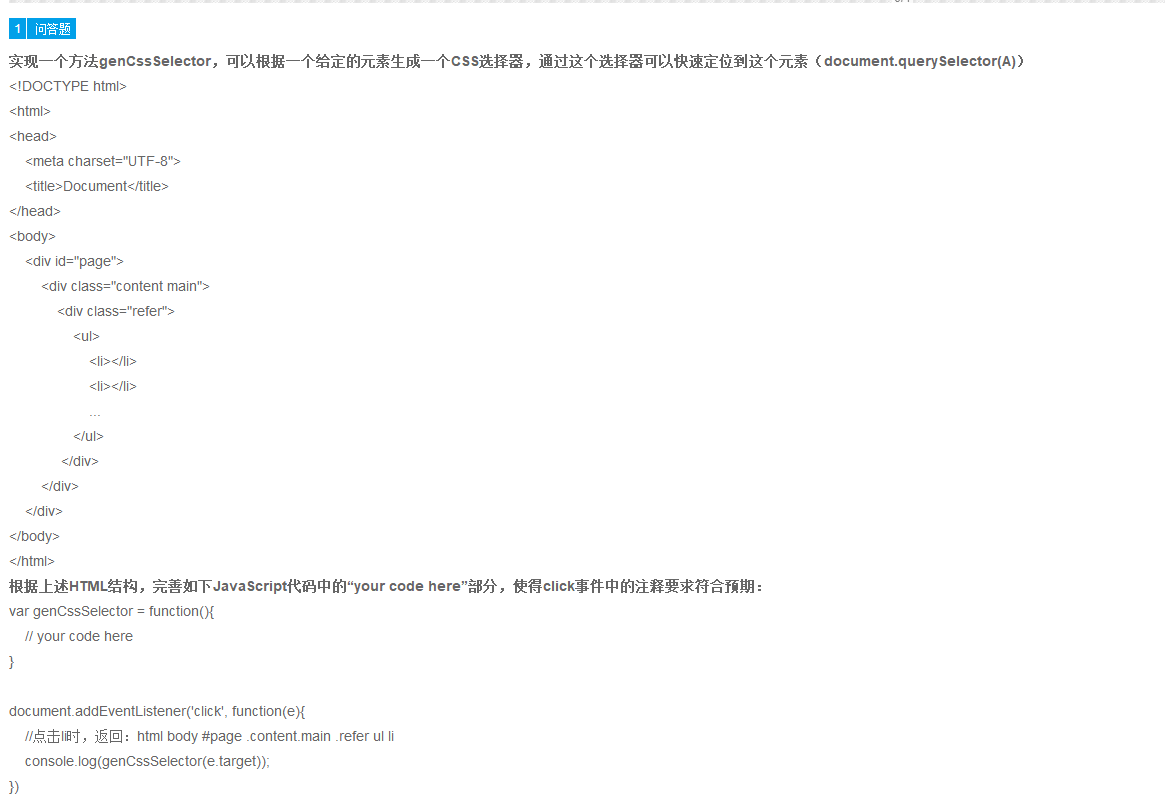 1 问答题
实现一个方法genCssSelector，可以根据一个给定的元素生成一个CSS选择器，通过这个选择器可以快速定位到这个元素（document.querySelector(A)）
<!DOCTYPE html>
<html>
<head>
    <meta charset="UTF-8">
    <title>Document</title>
</head>
<body>
    <div id="page">
        <div class="content main">
            <div class="refer">
                <ul>
                    <li></li>
                    <li></li>
                    ...
                </ul>
            </div>
        </div>
    </div>
</body>
</html>
根据上述HTML结构，完善如下JavaScript代码中的“your code here”部分，使得click事件中的注释要求符合预期：
var genCssSelector = function(){
    // your code here
}
document.addEventListener('click', function(e){
    //点击li时，返回：html body #page .content.main .refer ul li
    console.log(genCssSelector(e.target));
})